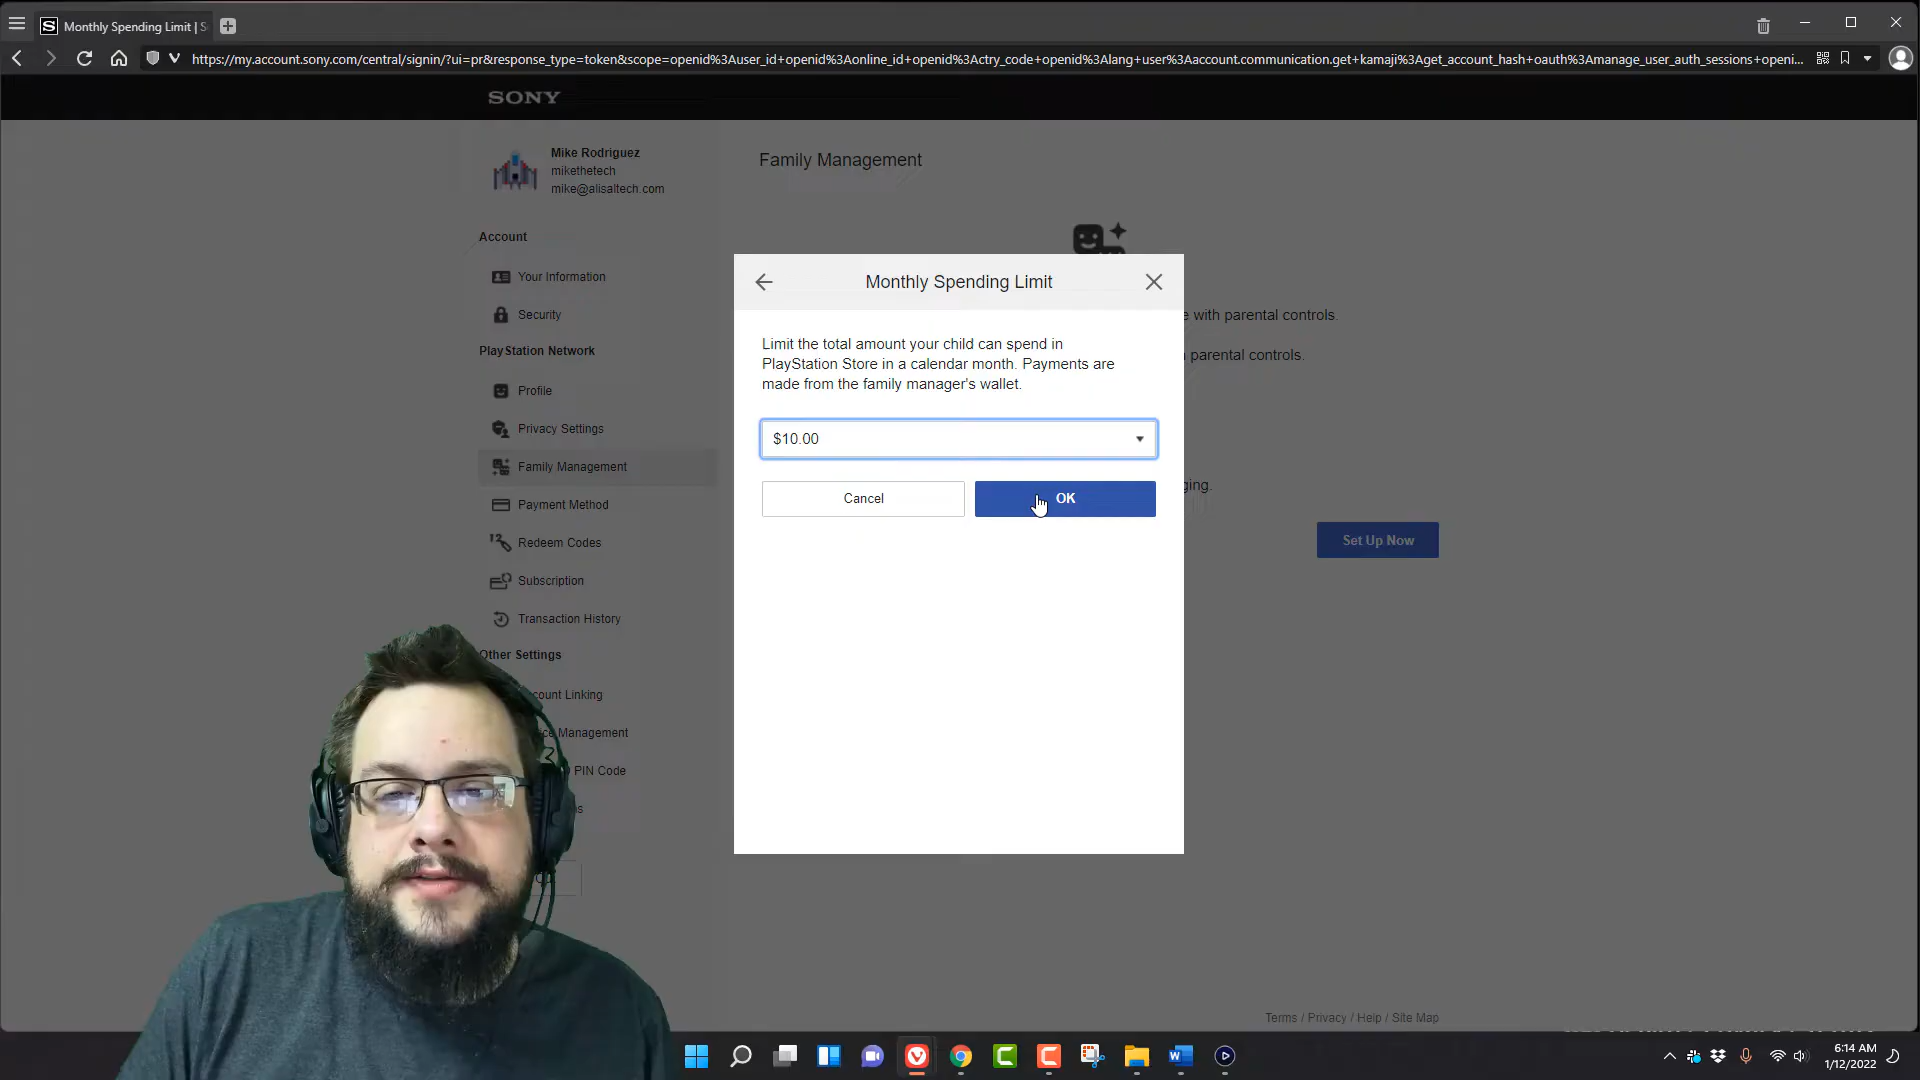 Monthly Spending Limit | S
https://my.account.sony.com/central/signin/?ui=pr&response_type=token&scope=openid%3Auser_id+openid%3Aonline_id+openid%3Actry_code+openid%3Alang+user%3Aaccount.communication.get+kamaji%3Aget_account_hash+oauth%3Amanage_user_auth_sessions+openi...
SONY
Mike Rodriguez
mikethetech
mike@alisaltech.com
Account
Your Information
Security
PlayStation Network
Profile
Privacy Settings
Family Management
Payment Method
Redeem Codes
Subscription
Transaction History
Other Settings
count Linking
Management
PIN Code
Family Management
e with parental controls.
parental controls.
ging.
Set Up Now
Monthly Spending Limit
Limit the total amount your child can spend in
PlayStation Store in a calendar month. Payments are
made from the family manager's wallet.
$10.00
Cancel
OK
Terms / Privacy / Help / Site Map
6:14 AM
1/12/2022